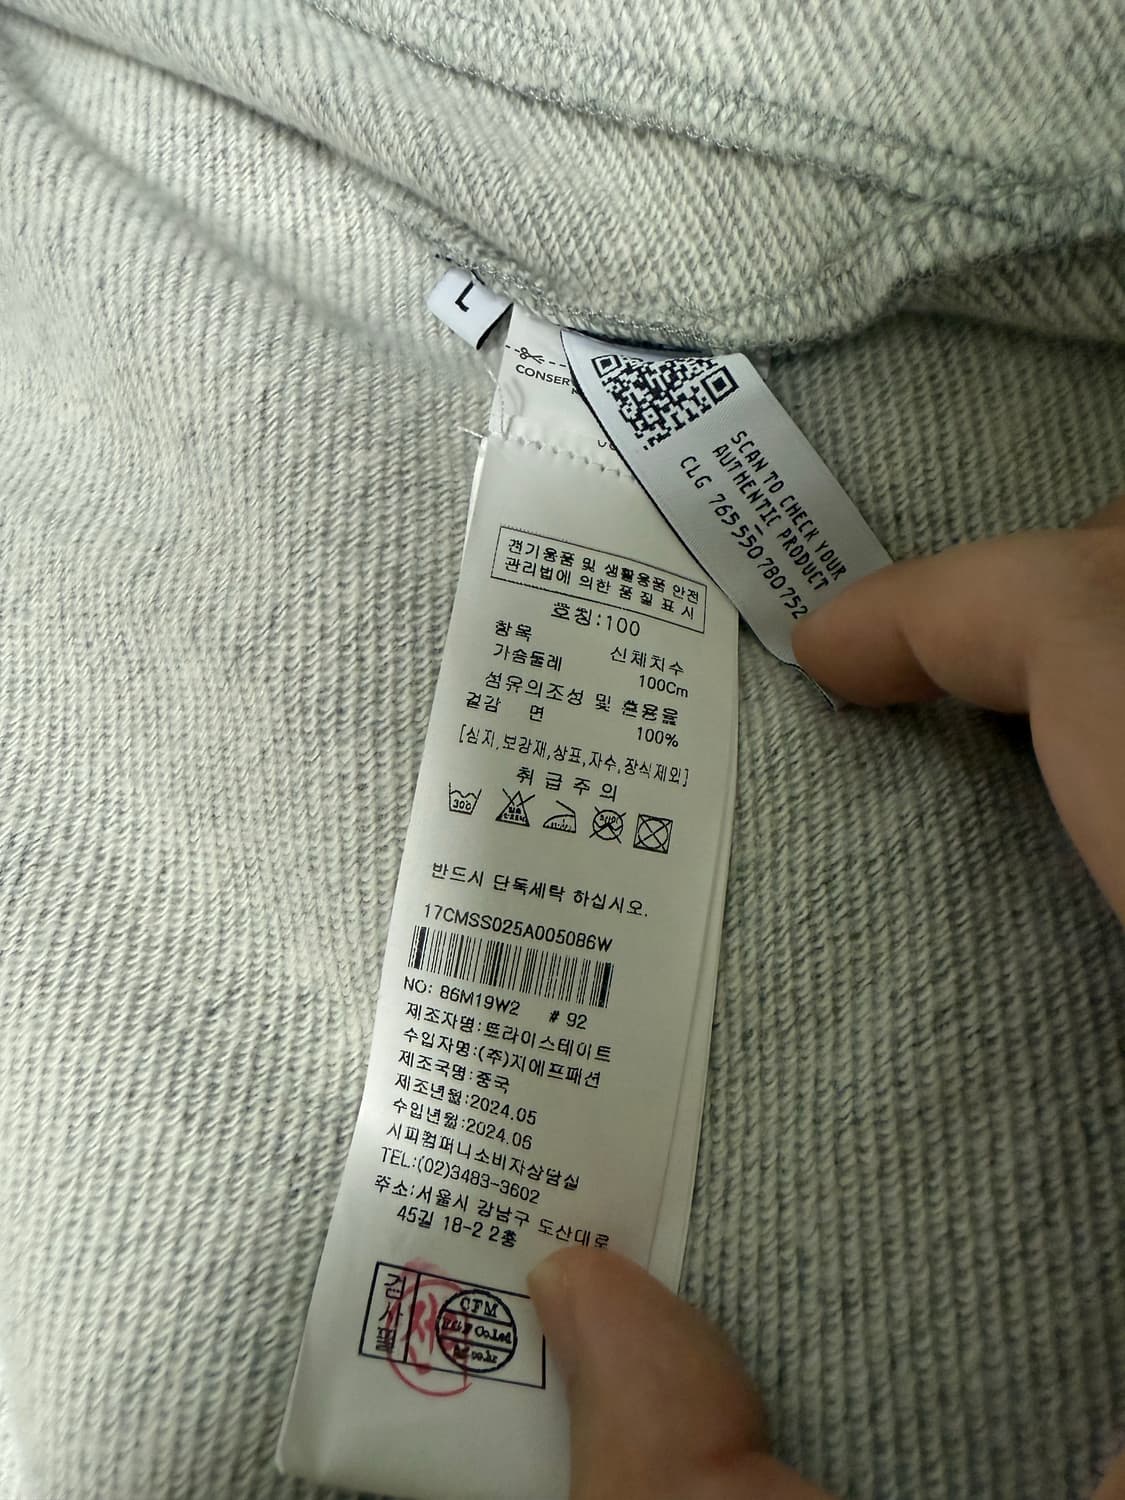 L
CONSER
SCAN TO CHECK YOUR
AUTHENTIC PRODUCT
CLG 765 550 780 752
전기용품 및 생활용품 안전
관리법에 의한 품 질 표 시
호칭:100
항목 신체치수
가슴둘레 100Cm
섬유의조성 및 혼용율
겉감 면 100%
[심지,보강재,상표,자수,장식제외]
취 급 주 의
반드시 단독세탁 하십시오.
17CMSS025A005086W
NO: 86M19W2 # 92
제조자명:뜨라이스테이트
수입자명:(주)지에프패션
제조국명:중국
제조년월:2024.05
수입년월:2024.06
시피컴퍼니소비자상담실
TEL:(02)3483-3602
주소:서울시 강남구 도산대로
45길 18-2 2층
검사필
CFM